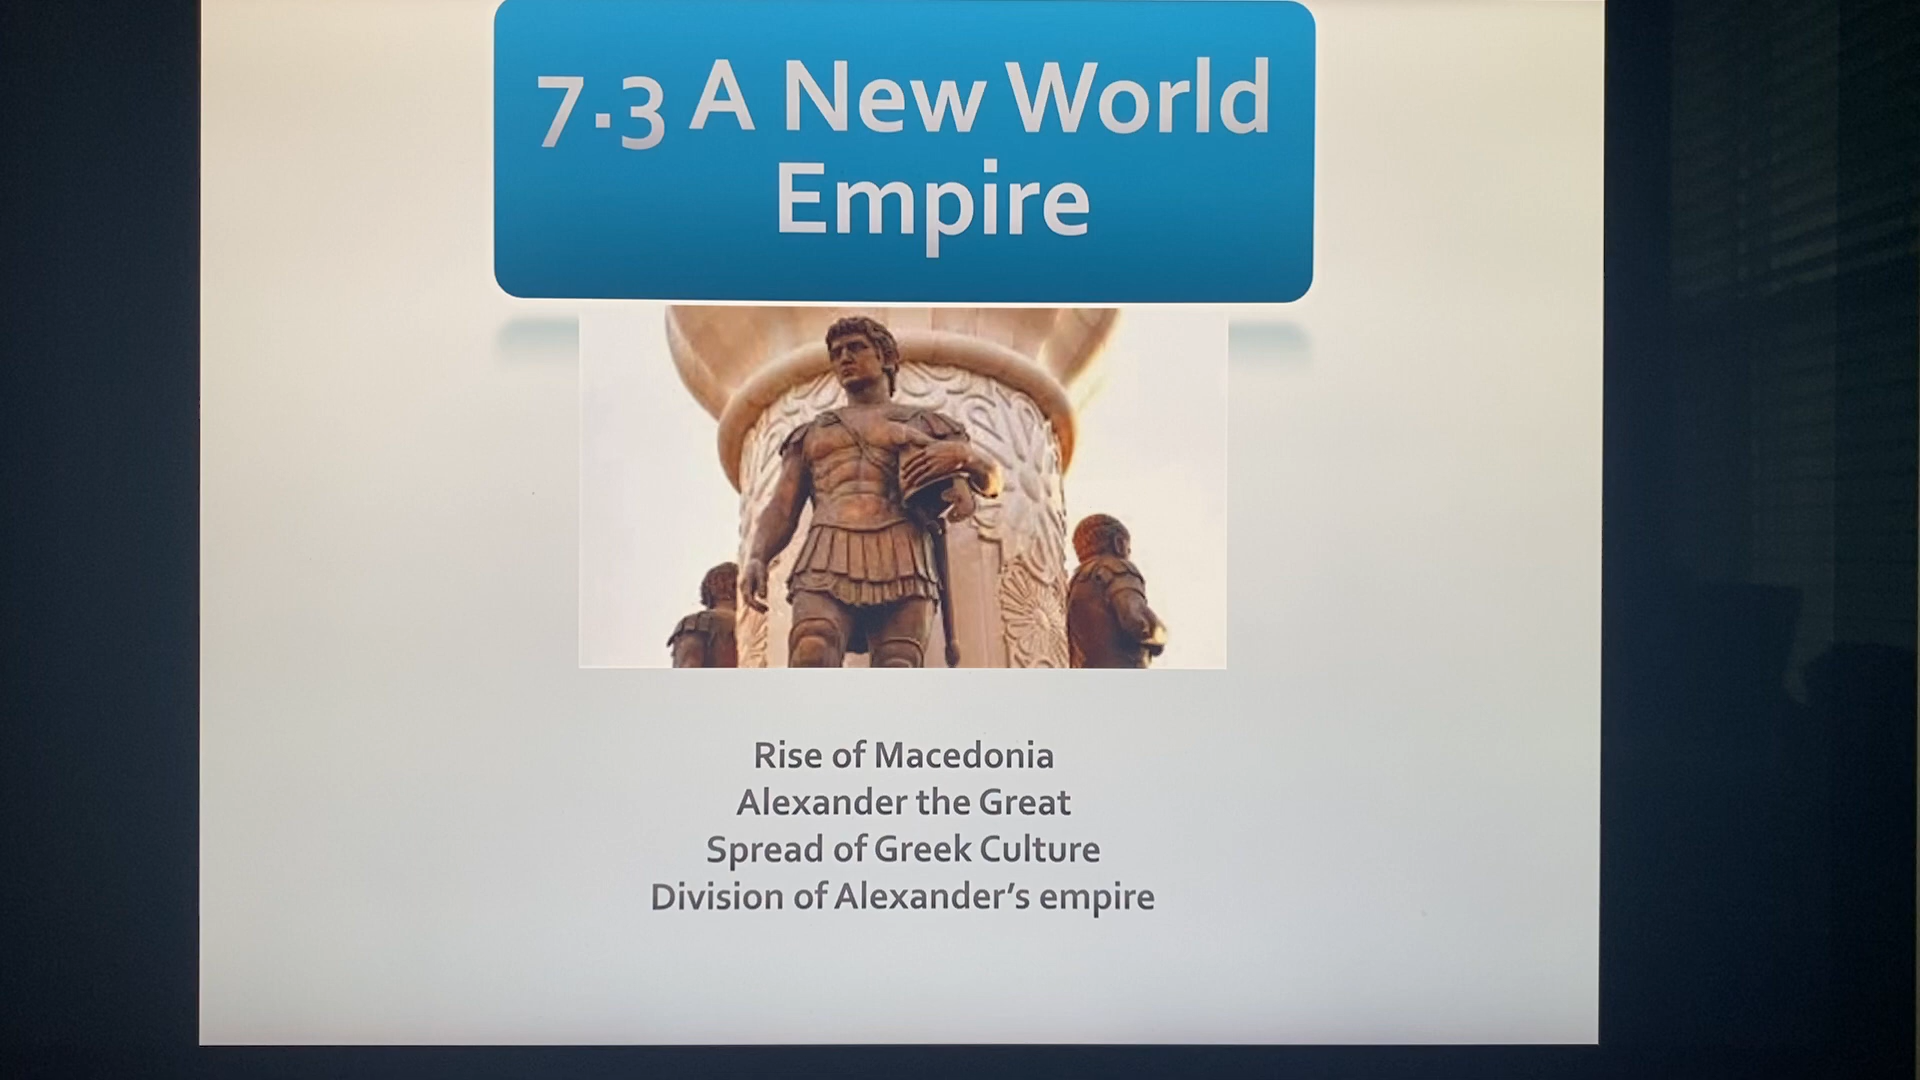 7.3 A New World
Empire
Rise of Macedonia
Alexander the Great
Spread of Greek Culture
Division of Alexander’s empire